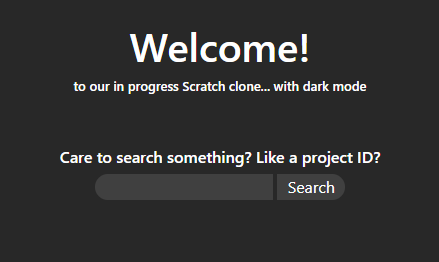 Welcome!
to our in progress Scratch clone... with dark mode
Care to search something? Like a project ID?
Search